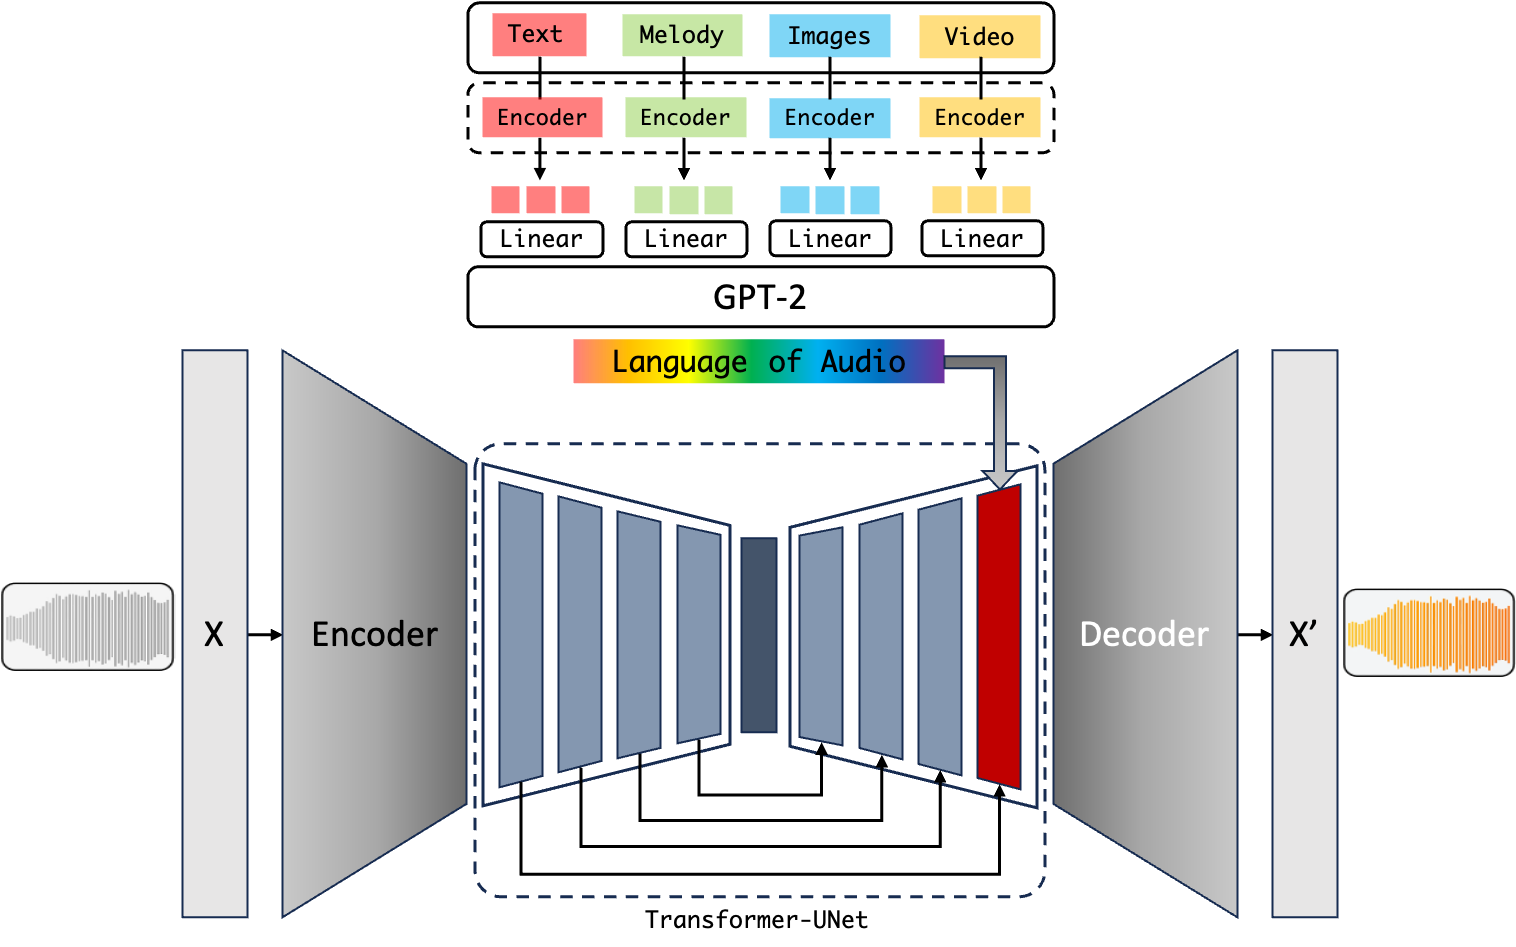 Text Melody Images Video
Encoder Encoder Encoder Encoder
Linear Linear Linear Linear
GPT-2
Language of Audio
X Encoder Decoder X’
Transformer-UNet